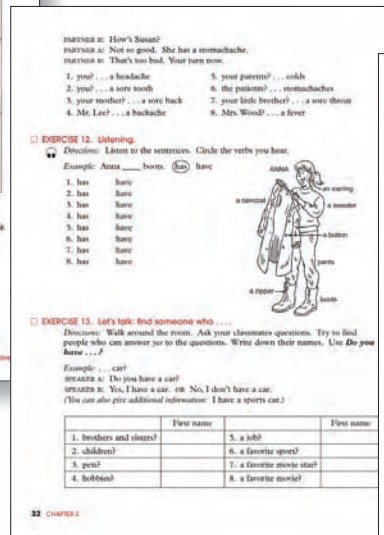 PARTNER B: How's Susan?
PARTNER A: Not so good. She has a stomachache.
PARTNER B: That's too bad. Your turn now.
1. you? . . . a headache
2. you? . . . a sore tooth
3. your mother? . . . a sore back
4. Mr. Lee? . . . a backache
5. your parents? . . . colds
6. the patients? . . . stomachaches
7. your little brother? . . . a sore throat
8. Mrs. Wood? . . . a fever
EXERCISE 12. Listening.
Directions: Listen to the sentences. Circle the verbs you hear.
Example: Anna ____ boots. has have
1. has have
2. has have
3. has have
4. has have
5. has have
6. has have
7. has have
8. has have
ANNA
an earring
a raincoat
a sweater
a button
pants
a zipper
boots
EXERCISE 13. Let's talk: find someone who . . . .
Directions: Walk around the room. Ask your classmates questions. Try to find
people who can answer yes to the questions. Write down their names. Use Do you
have . . . ?
Example: . . . car?
SPEAKER A: Do you have a car?
SPEAKER B: Yes, I have a car. OR No, I don't have a car.
(You can also give additional information: I have a sports car.)
First name First name
1. brothers and sisters? 5. a job?
2. children? 6. a favorite sport?
3. pets? 7. a favorite movie star?
4. hobbies? 8. a favorite movie?
32 CHAPTER 2